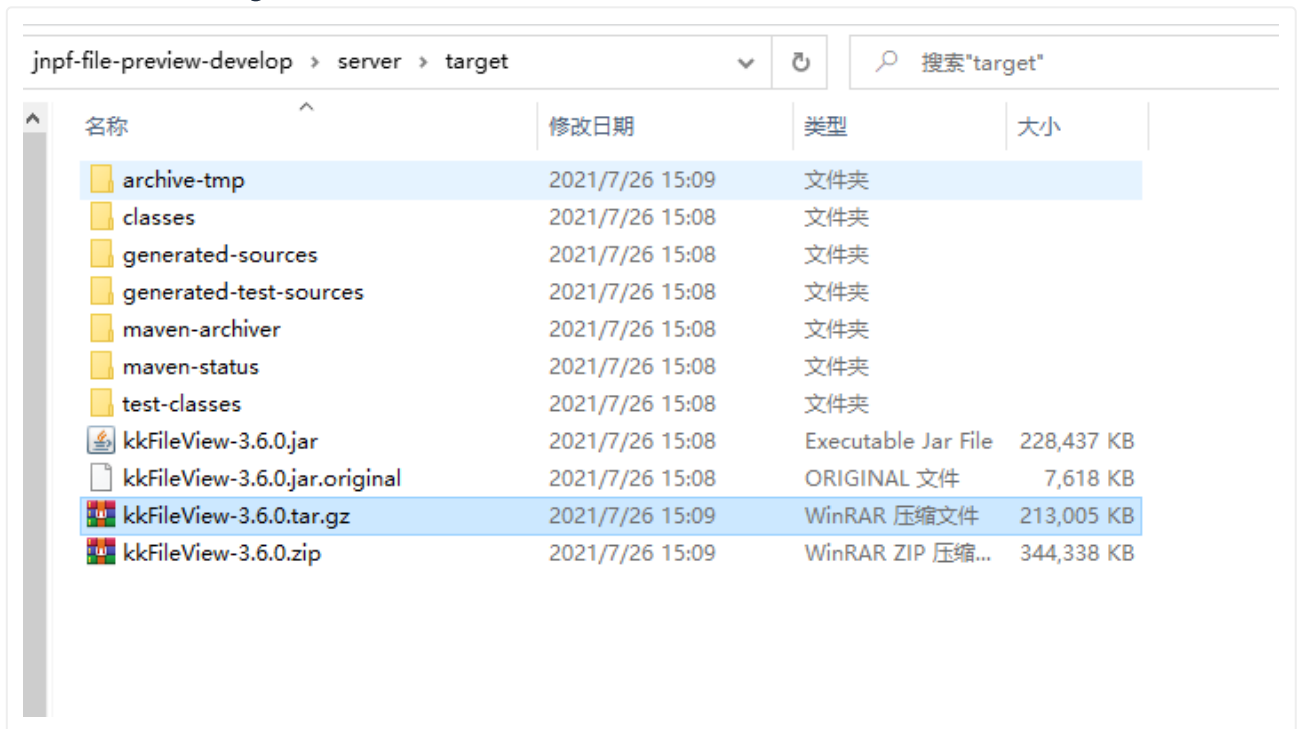 jnpf-file-preview-develop › server › target 搜索"target"
名称 修改日期 类型 大小
archive-tmp 2021/7/26 15:09 文件夹
classes 2021/7/26 15:08 文件夹
generated-sources 2021/7/26 15:08 文件夹
generated-test-sources 2021/7/26 15:08 文件夹
maven-archiver 2021/7/26 15:08 文件夹
maven-status 2021/7/26 15:08 文件夹
test-classes 2021/7/26 15:08 文件夹
kkFileView-3.6.0.jar 2021/7/26 15:08 Executable Jar File 228,437 KB
kkFileView-3.6.0.jar.original 2021/7/26 15:08 ORIGINAL 文件 7,618 KB
kkFileView-3.6.0.tar.gz 2021/7/26 15:09 WinRAR 压缩文件 213,005 KB
kkFileView-3.6.0.zip 2021/7/26 15:09 WinRAR ZIP 压缩... 344,338 KB